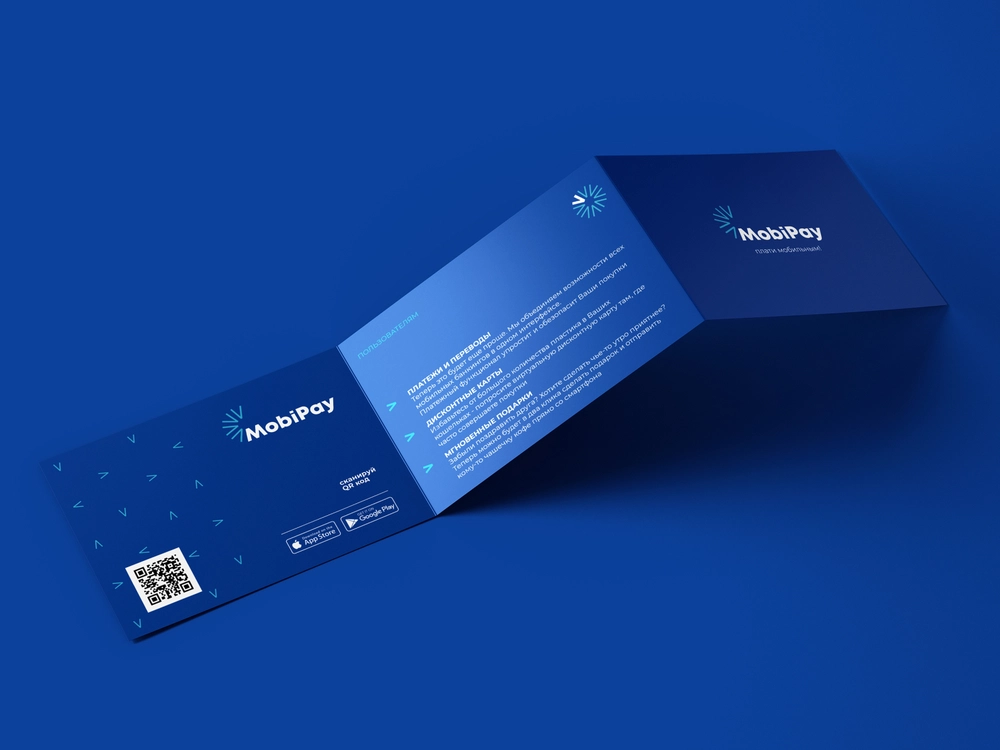 MobiPay
сканируй
QR код
Download on the
App Store
GET IT ON
Google Play
ПОЛЬЗОВАТЕЛЯМ
ПЛАТЕЖИ И ПЕРЕВОДЫ
Теперь это будет еще проще. Мы объединяем возможности всех
мобильных банкингов в одном интерфейсе.
Платежный функционал упростит и обезопасит Ваши покупки
ДИСКОНТНЫЕ КАРТЫ
Избавьтесь от большого количества пластика в Ваших
кошельках - попросите виртуальную дисконтную карту там, где
часто совершаете покупки
МГНОВЕННЫЕ ПОДАРКИ
Забыли поздравить друга? Хотите сделать чье-то утро приятнее?
Теперь можно будет в два клика сделать подарок и отправить
кому-то чашечку кофе прямо со смартфона
MobiPay
плати мобильным!